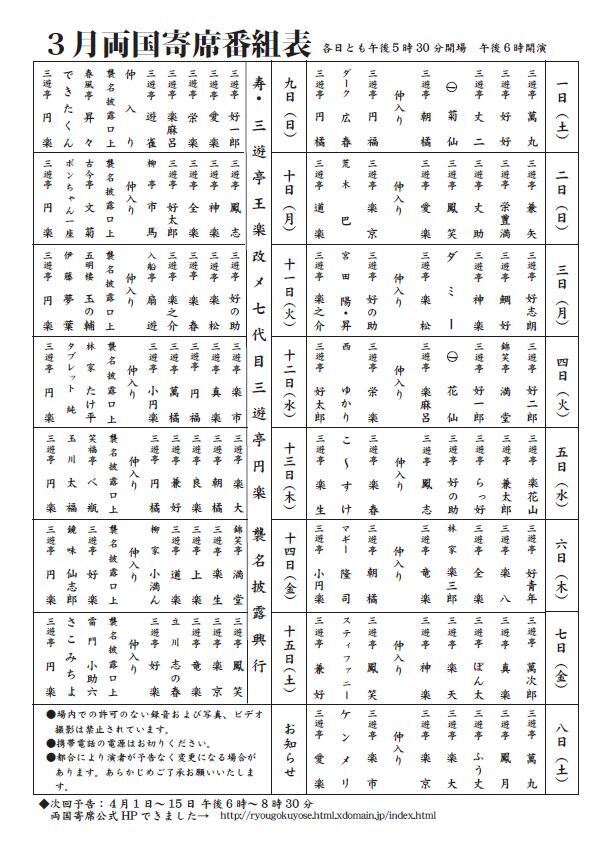 3月両国寄席番組表
各日とも午後5時30分開場　午後6時開演
一日(土)
三遊亭 萬丸
三遊亭 好好
三遊亭 丈二
㊀ 菊仙
三遊亭 朝橘
仲入り
三遊亭 円福
ダーク 広春
三遊亭 円橘
二日(日)
三遊亭 兼矢
三遊亭 栄豊満
三遊亭 丈助
三遊亭 鳳笑
三遊亭 愛楽
仲入り
三遊亭 楽京
荒木 巴
三遊亭 道楽
三日(月)
三遊亭 好志朗
三遊亭 鯛好
三遊亭 神楽
ダミー
三遊亭 楽松
仲入り
三遊亭 好の助
宮田 陽・昇
三遊亭 楽之介
四日(火)
三遊亭 好二郎
錦笑亭 満堂
三遊亭 好一郎
㊀ 花仙
三遊亭 楽麻呂
仲入り
三遊亭 栄楽
西 ゆかり
三遊亭 好太郎
五日(水)
三遊亭 楽花山
三遊亭 兼太郎
三遊亭 らっ好
三遊亭 好の助
三遊亭 鳳志
仲入り
三遊亭 楽春
こ〜すけ
三遊亭 楽生
六日(木)
三遊亭 好青年
三遊亭 楽八
三遊亭 全楽
林家 楽三郎
三遊亭 竜楽
仲入り
三遊亭 朝橘
マギー 隆司
三遊亭 小円楽
七日(金)
三遊亭 萬次郎
三遊亭 真楽
三遊亭 ぽん太
三遊亭 楽天
三遊亭 神楽
仲入り
三遊亭 鳳笑
スティファニー
三遊亭 兼好
八日(土)
三遊亭 萬丸
三遊亭 鳳月
三遊亭 ふう丈
三遊亭 楽大
三遊亭 楽京
仲入り
三遊亭 楽市
ケンメリ
三遊亭 愛楽
寿・三遊亭王楽改メ七代目三遊亭円楽 襲名披露興行
九日(日)
三遊亭 好一郎
三遊亭 愛楽
三遊亭 栄楽
三遊亭 楽麻呂
三遊亭 遊雀
仲入り
襲名披露口上
春風亭 昇々
できたくん
三遊亭 円楽
十日(月)
三遊亭 鳳志
三遊亭 神楽
三遊亭 全楽
三遊亭 好太郎
柳亭 市馬
仲入り
襲名披露口上
古今亭 文菊
ポンちゃん一座
三遊亭 円楽
十一日(火)
三遊亭 好の助
三遊亭 楽松
三遊亭 楽春
三遊亭 楽之介
入船亭 扇遊
仲入り
襲名披露口上
五明樓 玉の輔
伊藤 夢葉
三遊亭 円楽
十二日(水)
三遊亭 楽市
三遊亭 真楽
三遊亭 円福
三遊亭 萬橘
三遊亭 小円楽
仲入り
襲名披露口上
林家 たけ平
タブレット 純
三遊亭 円楽
十三日(木)
三遊亭 楽大
三遊亭 朝橘
三遊亭 良楽
三遊亭 兼好
三遊亭 円橘
仲入り
襲名披露口上
笑福亭 べ瓶
玉川 太福
三遊亭 円楽
十四日(金)
錦笑亭 満堂
三遊亭 楽生
三遊亭 上楽
三遊亭 道楽
柳家 小満ん
仲入り
襲名披露口上
三遊亭 好楽
鏡味 仙志郎
三遊亭 円楽
十五日(土)
三遊亭 鳳笑
三遊亭 楽京
三遊亭 竜楽
立川 志の春
三遊亭 好楽
仲入り
襲名披露口上
雷門 小助六
さこみちよ
三遊亭 円楽
お知らせ
●場内での許可のない録音および写真、ビデオ
撮影は禁止されています。
●携帯電話の電源はお切りください。
●都合により演者が予告なく変更になる場合が
あります。あらかじめご了承お願いいたしま
す。
◆次回予告：4月1日〜15日 午後6時〜8時30分
両国寄席公式HPできました→　http://ryougokuyose.html.xdomain.jp/index.html